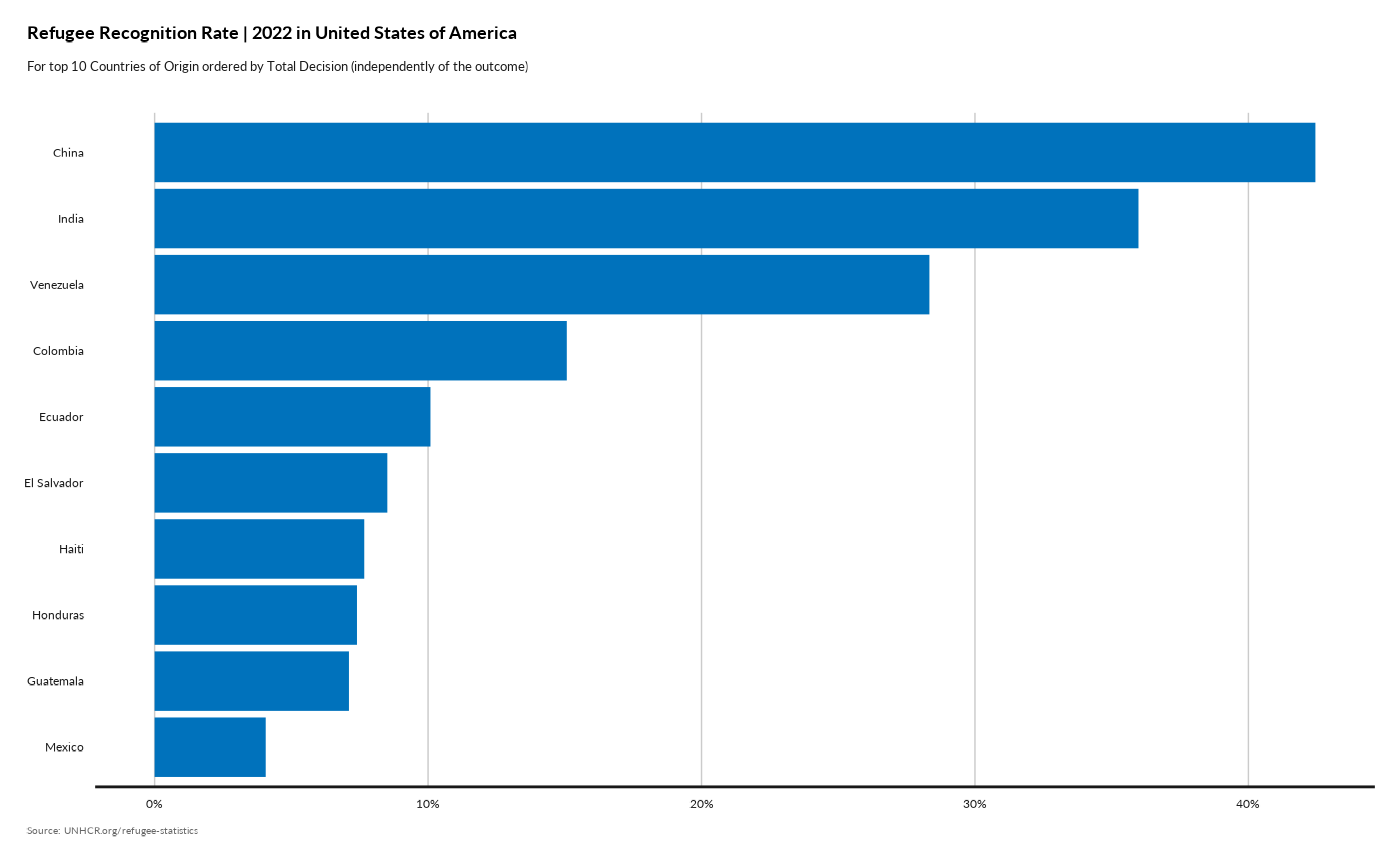 Refugee Recognition Rate | 2022 in United States of America
For top 10 Countries of Origin ordered by Total Decision (independently of the outcome)
China
India
Venezuela
Colombia
Ecuador
El Salvador
Haiti
Honduras
Guatemala
Mexico
0% 10% 20% 30% 40%
Source: UNHCR.org/refugee-statistics